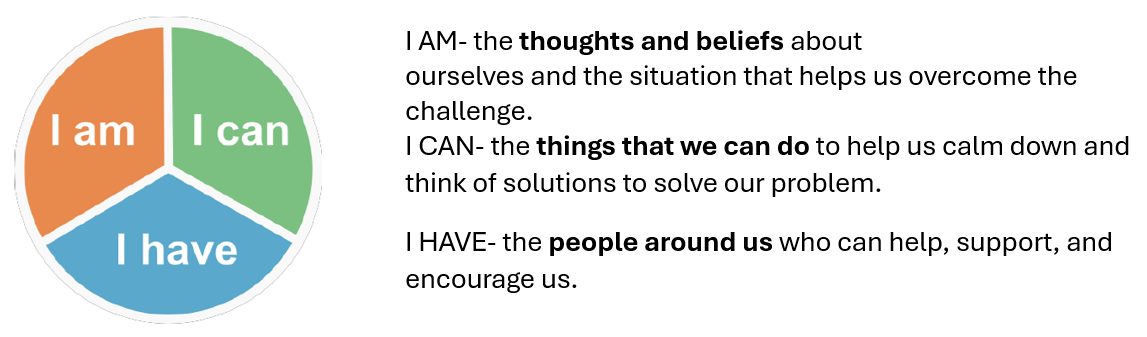 I am
I can
I have
I AM- the thoughts and beliefs about
ourselves and the situation that helps us overcome the
challenge.
I CAN- the things that we can do to help us calm down and
think of solutions to solve our problem.
I HAVE- the people around us who can help, support, and
encourage us.